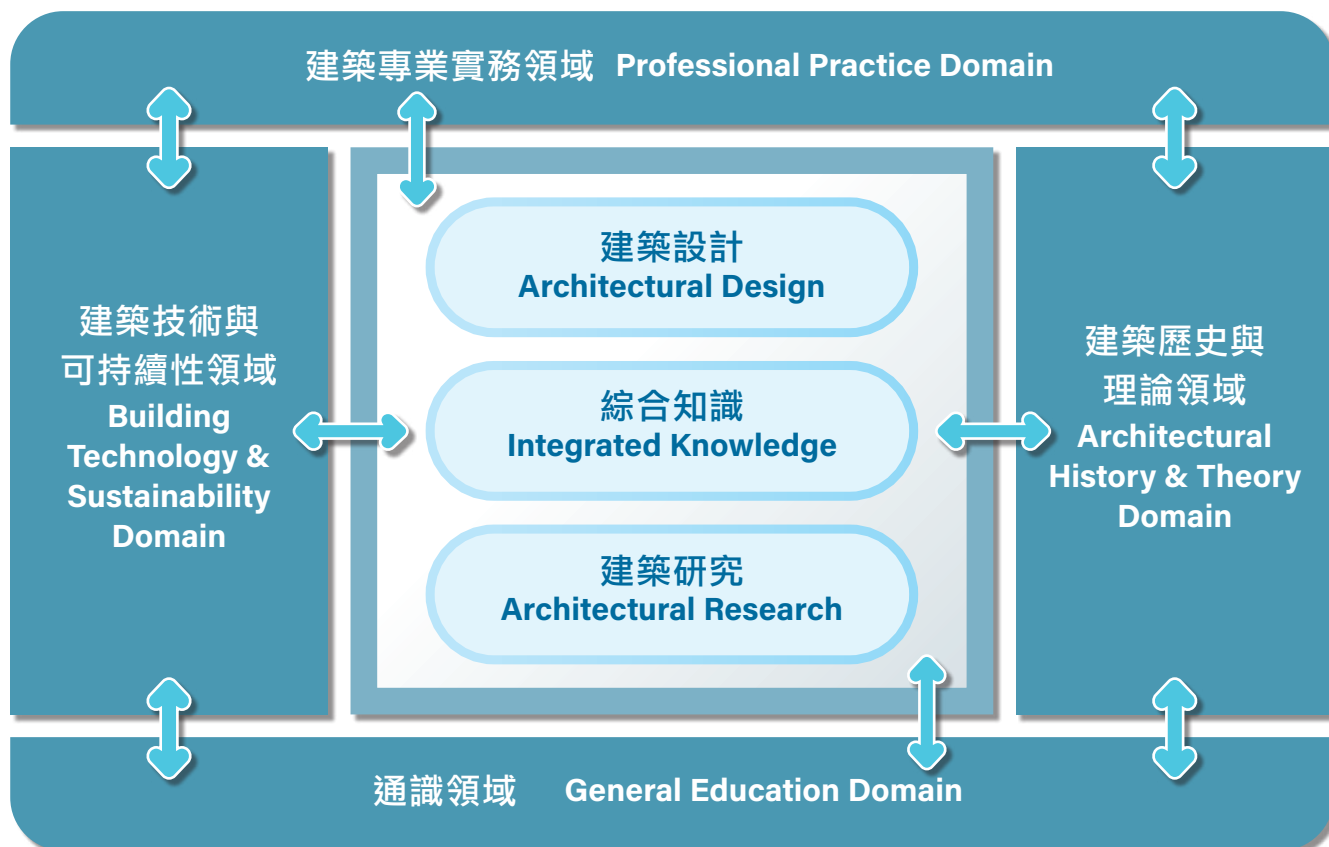 建築專業實務領域 Professional Practice Domain
建築技術與
可持續性領域
Building
Technology &
Sustainability
Domain
建築設計
Architectural Design
綜合知識
Integrated Knowledge
建築研究
Architectural Research
建築歷史與
理論領域
Architectural
History & Theory
Domain
通識領域 General Education Domain